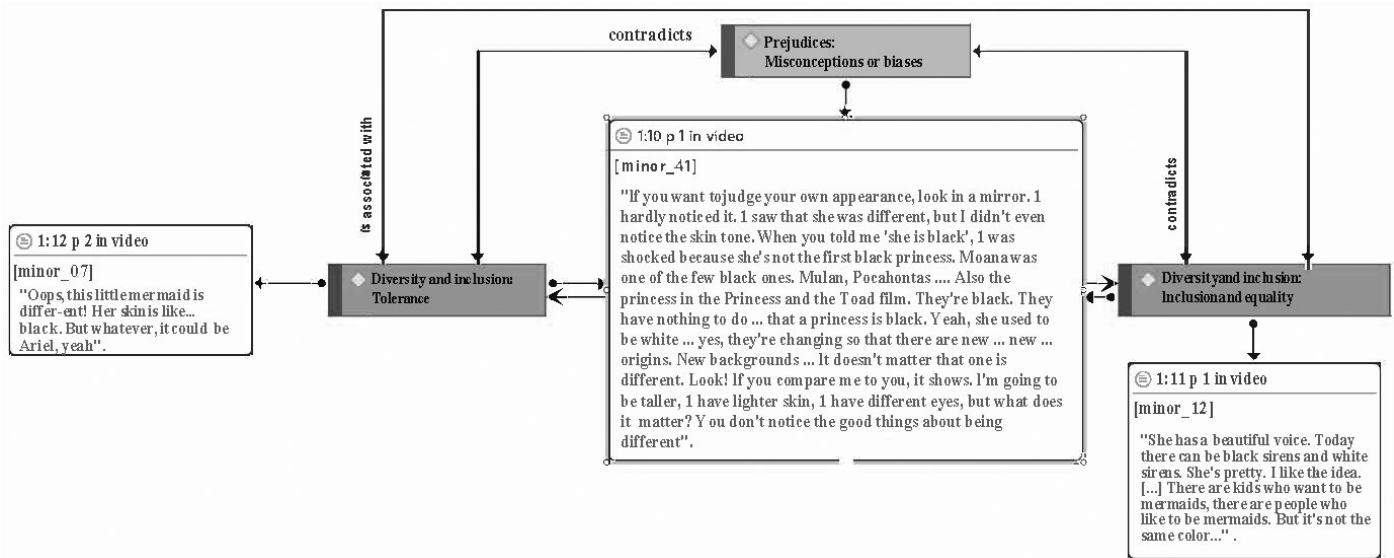 contradicts
Prejudices:
Misconceptions or biases
is associated with
contradicts
1:10 p 1 in video
[minor_41]
"If you want tojudge your own appearance, look in a mirror. 1
hardly noticed it. 1 saw that she was different, but I didn't even
notice the skin tone. When you told me 'she is black', 1 was
shocked because she's not the first black princess. Moana was
one of the few black ones. Mulan, Pocahontas .... Also the
princess in the Princess and the Toad film. They're black. They
have nothing to do ... that a princess is black. Yeah, she used to
be white ... yes, they're changing so that there are new ... new ...
origins. New backgrounds ... It doesn't matter that one is
different. Look! If you compare me to you, it shows. I'm going to
be taller, 1 have lighter skin, 1 have different eyes, but what does
it matter? You don't notice the good things about being
different".
1:12 p 2 in video
[minor_07]
"Oops, this little mermaid is
differ-ent! Her skin is like...
black. But whatever, it could be
Ariel, yeah".
Diversity and inclusion:
Tolerance
Diversityand inclusion:
Inclusionand equality
1:11 p 1 in video
[minor_12]
"She has a beautiful voice. Today
there can be black sirens and white
sirens. She's pretty. I like the idea.
[...] There are kids who want to be
mermaids, there are people who
like to be mermaids. But it's not the
same color..." .